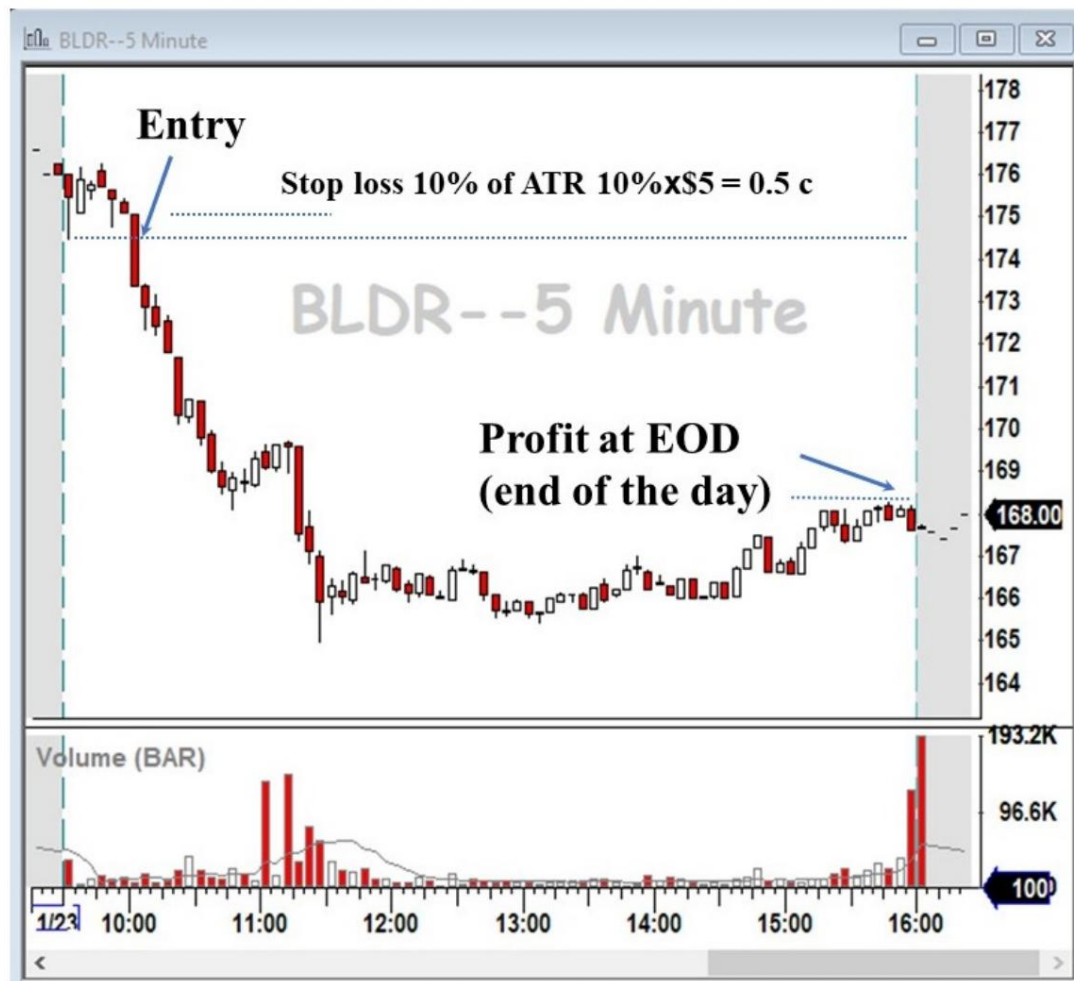 BLDR--5 Minute
178
Entry
177
176
Stop loss 10% of ATR 10%x$5 = 0.5 c
175
174
BLDR--5 Minute
173
172
171
170
Profit at EOD
169
(end of the day)
168.00
167
166
165
164
Volume (BAR)
193.2K
96.6K
100
1/23
10:00
11:00
12:00
13:00
14:00
15:00
16:00